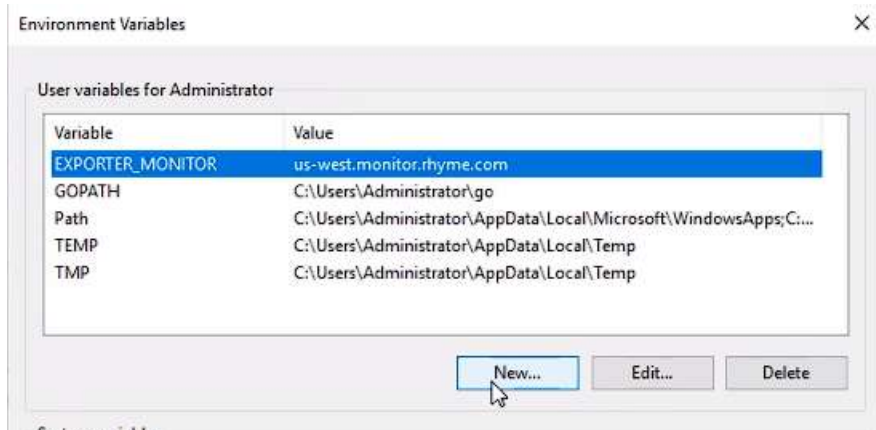 Environment Variables
User variables for Administrator
Variable Value
EXPORTER_MONITOR us-west.monitor.rhyme.com
GOPATH C:\Users\Administrator\go
Path C:\Users\Administrator\AppData\Local\Microsoft\WindowsApps;C:...
TEMP C:\Users\Administrator\AppData\Local\Temp
TMP C:\Users\Administrator\AppData\Local\Temp
New... Edit... Delete